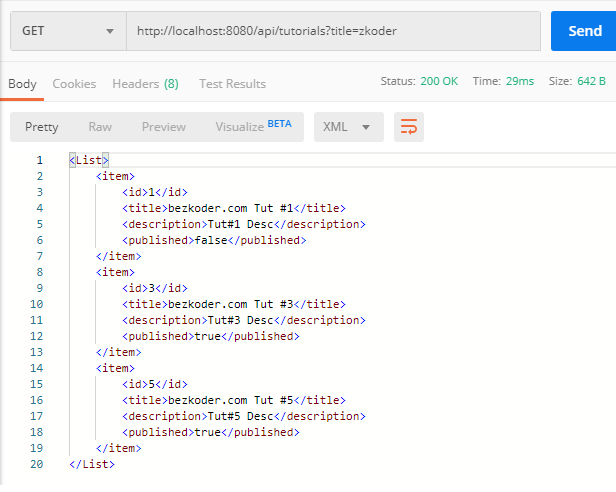 GET http://localhost:8080/api/tutorials?title=zkoder Send
Body Cookies Headers (8) Test Results Status: 200 OK Time: 29ms Size: 642 B
Pretty Raw Preview Visualize BETA XML
1 <List>
2 <item>
3 <id>1</id>
4 <title>bezkoder.com Tut #1</title>
5 <description>Tut#1 Desc</description>
6 <published>false</published>
7 </item>
8 <item>
9 <id>3</id>
10 <title>bezkoder.com Tut #3</title>
11 <description>Tut#3 Desc</description>
12 <published>true</published>
13 </item>
14 <item>
15 <id>5</id>
16 <title>bezkoder.com Tut #5</title>
17 <description>Tut#5 Desc</description>
18 <published>true</published>
19 </item>
20 </List>